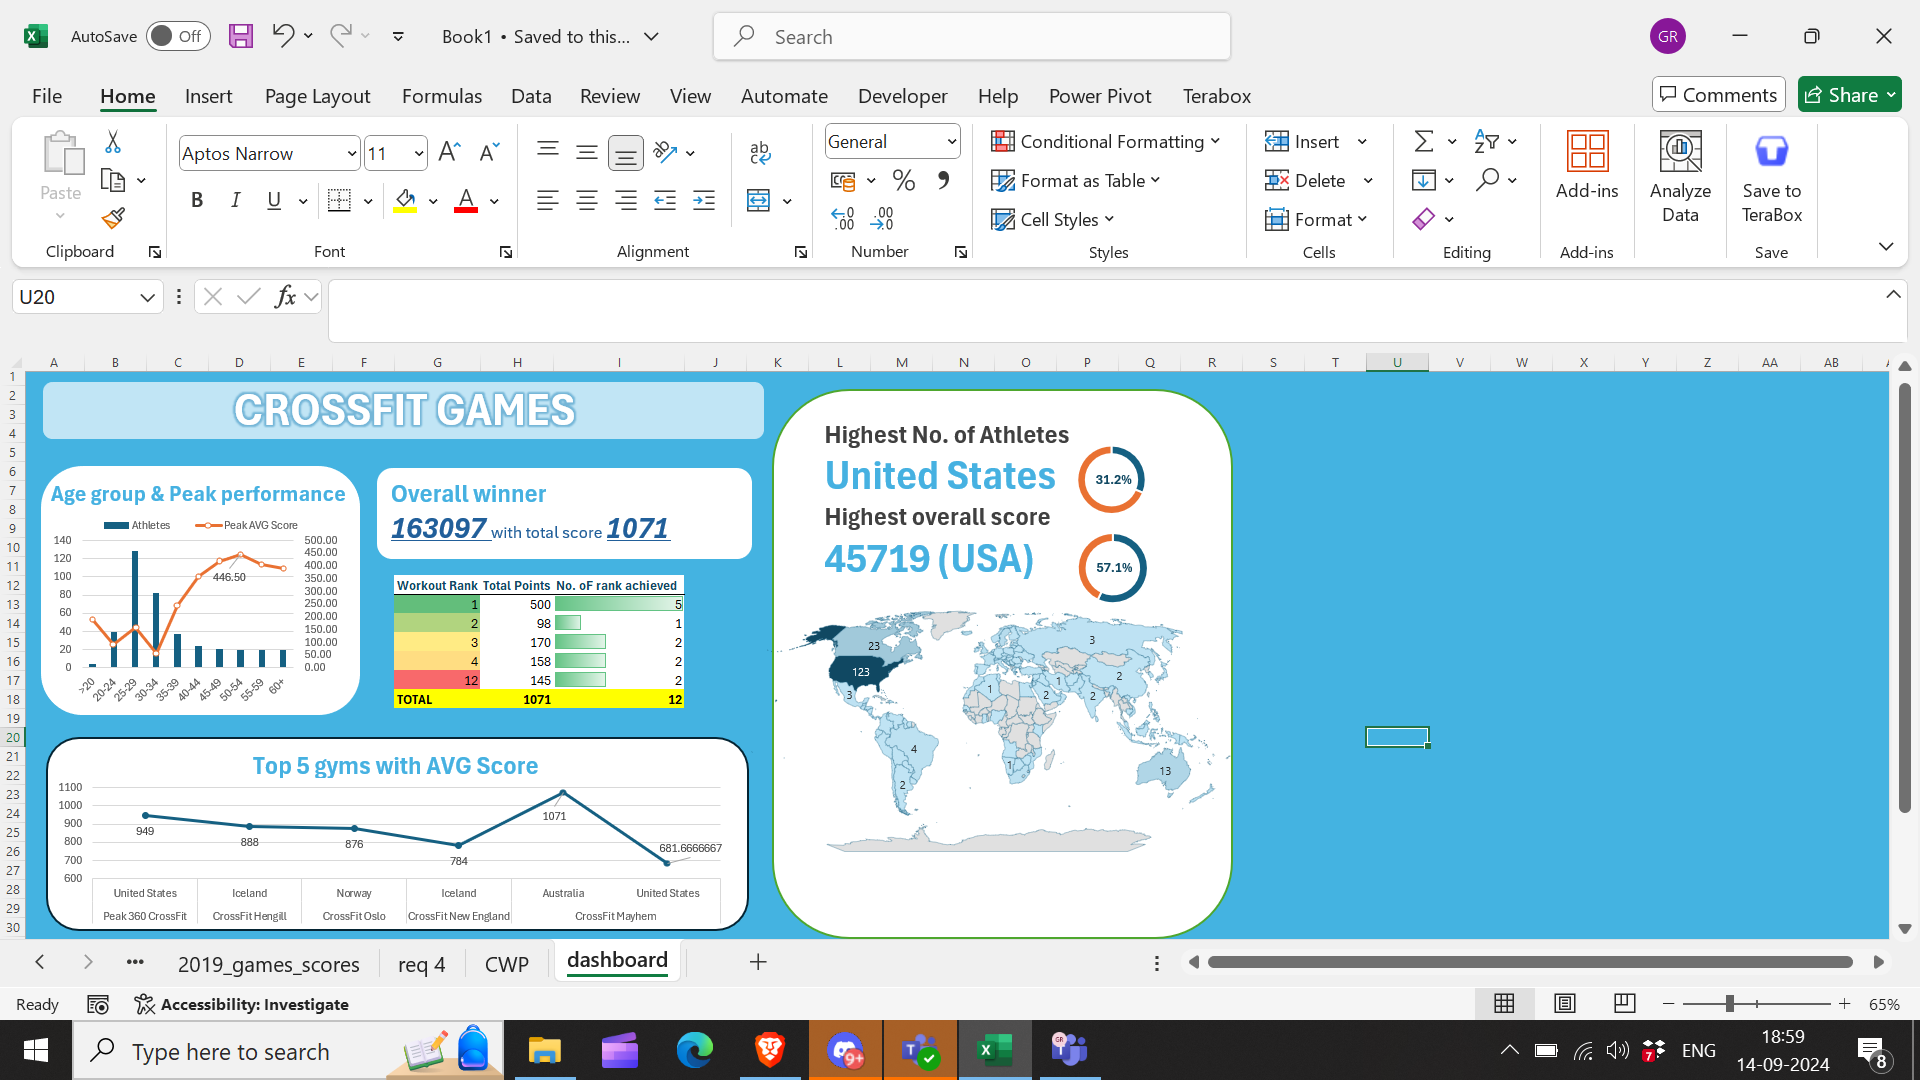 AutoSave Off Book1 • Saved to this... Search GR
File Home Insert Page Layout Formulas Data Review View Automate Developer Help Power Pivot Terabox Comments Share
Paste Aptos Narrow 11 General Conditional Formatting Insert
Format as Table Delete Add-ins Analyze Data Save to TeraBox
B I U Cell Styles Format
Clipboard Font Alignment Number Styles Cells Editing Add-ins Save
U20 fx
A B C D E F G H I J K L M N O P Q R S T U V W X Y Z AA AB
1
2
3
4
5
6
7
8
9
10
11
12
13
14
15
16
17
18
19
20
21
22
23
24
25
26
27
28
29
30
CROSSFIT GAMES
Age group & Peak performance
Athletes Peak AVG Score
140 500.00
120 450.00
100 400.00
80 350.00
60 300.00
40 250.00
20 200.00
0 150.00
100.00
50.00
0.00
446.50
>20 20-24 25-29 30-34 35-39 40-44 45-49 50-54 55-59 60+
Overall winner
163097 with total score 1071
Workout Rank Total Points No. oF rank achieved
1 500 5
2 98 1
3 170 2
4 158 2
12 145 2
TOTAL 1071 12
Top 5 gyms with AVG Score
1100
1000
900
800
700
600
949 888 876 784 1071 681.6666667
United States Iceland Norway Iceland Australia United States
Peak 360 CrossFit CrossFit Hengill CrossFit Oslo CrossFit New England CrossFit Mayhem
Highest No. of Athletes
United States 31.2%
Highest overall score
45719 (USA) 57.1%
23 3
123 2
3 1 2 1 2
4
1 13
2
2019_games_scores req 4 CWP dashboard
Ready Accessibility: Investigate 65%
Type here to search 9+ GR 7 ENG 18:59
14-09-2024 8